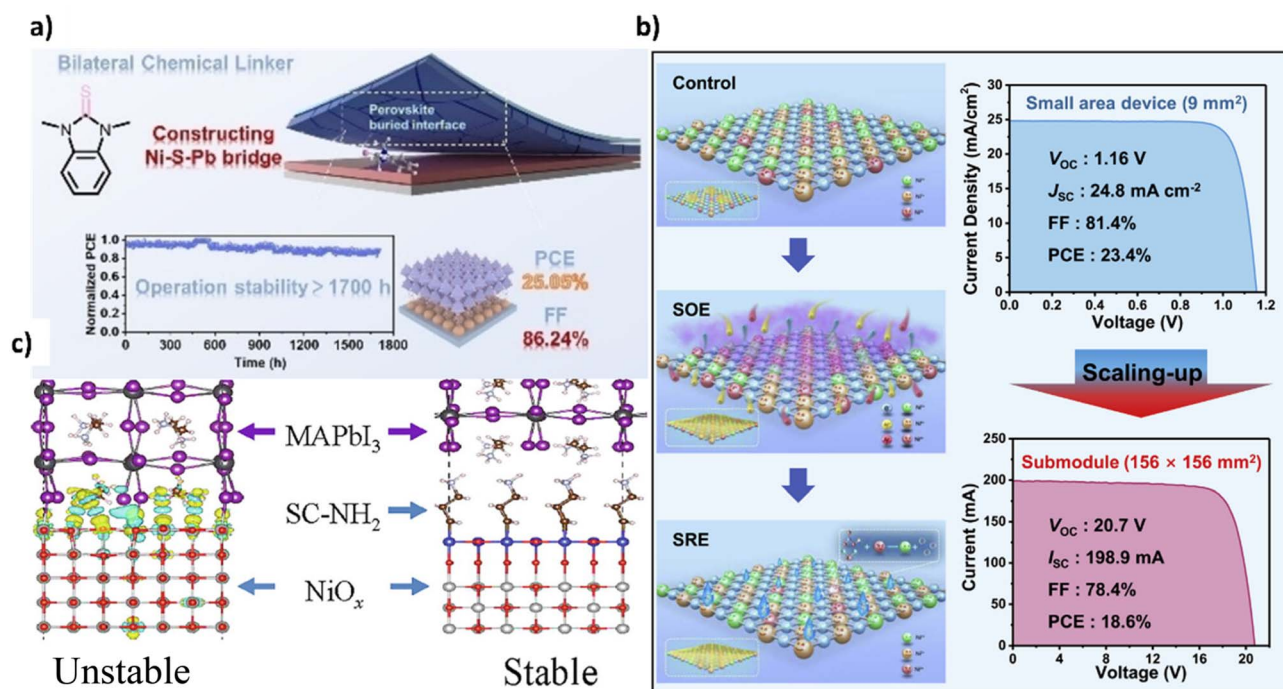 a)
Bilateral Chemical Linker
S
N
N
Constructing
Ni-S-Pb bridge
Perovskite
buried interface
Normalized PCE
1.0
0.8
0.6
0.4
0.2
0.0
Operation stability > 1700 h
0 300 600 900 1200 1500 1800
Time (h)
PCE
25.05%
FF
86.24%
c)
MAPbI3
SC-NH2
NiOx
Unstable
Stable
b)
Control
SOE
SRE
Current Density (mA/cm²)
30
25
20
15
10
5
0
Small area device (9 mm²)
VOC : 1.16 V
JSC : 24.8 mA cm-2
FF : 81.4%
PCE : 23.4%
0.0 0.2 0.4 0.6 0.8 1.0 1.2
Voltage (V)
Scaling-up
Current (mA)
250
200
150
100
50
0
Submodule (156 × 156 mm²)
VOC : 20.7 V
ISC : 198.9 mA
FF : 78.4%
PCE : 18.6%
0 4 8 12 16 20
Voltage (V)